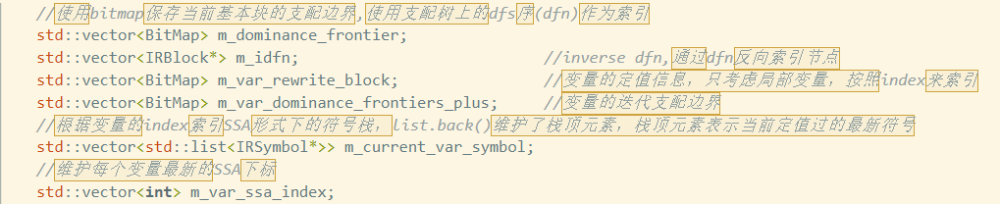 //使用bitmap保存当前基本块的支配边界,使用支配树上的dfs序(dfn)作为索引
std::vector<BitMap> m_dominance_frontier;
std::vector<IRBlock*> m_idfn; //inverse dfn,通过dfn反向索引节点
std::vector<BitMap> m_var_rewrite_block; //变量的定值信息，只考虑局部变量，按照index来索引
std::vector<BitMap> m_var_dominance_frontiers_plus; //变量的迭代支配边界
//根据变量的index索引SSA形式下的符号栈，list.back()维护了栈顶元素，栈顶元素表示当前定值过的最新符号
std::vector<std::list<IRSymbol*>> m_current_var_symbol;
//维护每个变量最新的SSA下标
std::vector<int> m_var_ssa_index;